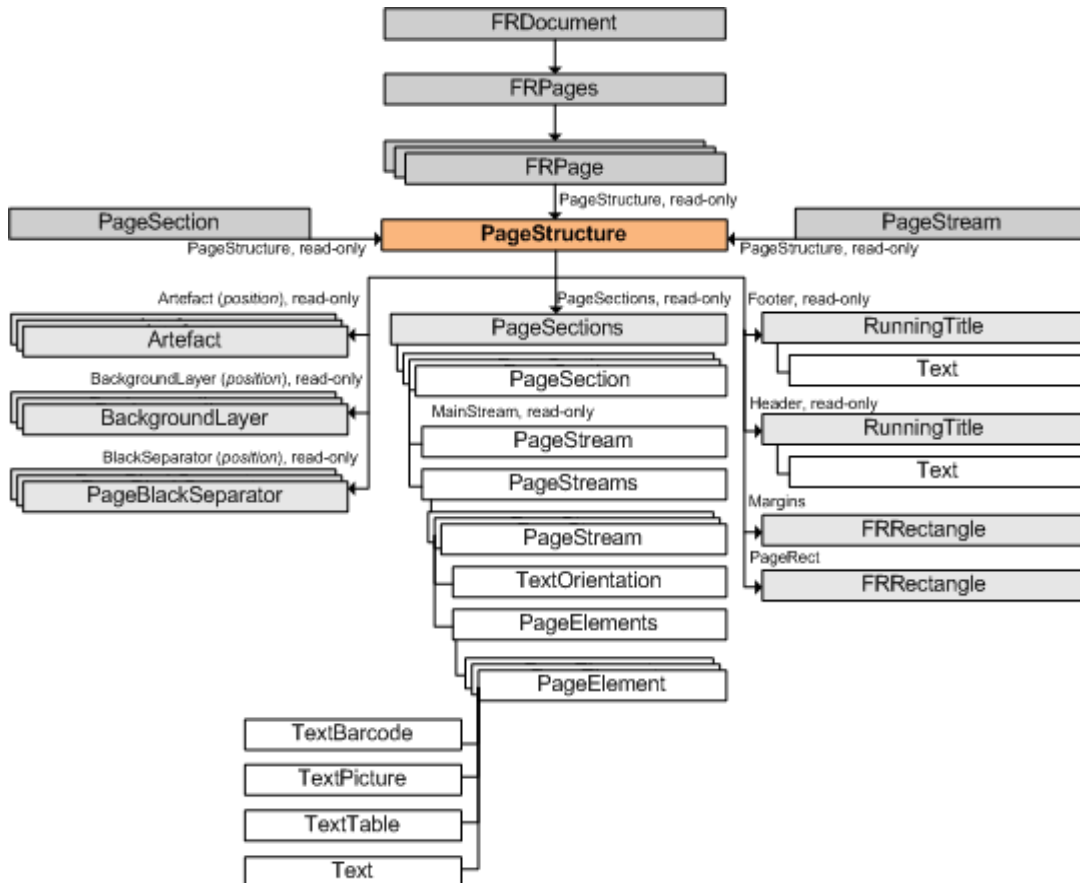 FRDocument
FRPages
FRPage
PageStructure, read-only
PageSection
PageStructure
PageStream
PageStructure, read-only
PageStructure, read-only
Artefact (position), read-only
PageSections, read-only
Footer, read-only
Artefact
PageSections
RunningTitle
Text
BackgroundLayer (position), read-only
PageSection
Header, read-only
BackgroundLayer
MainStream, read-only
RunningTitle
PageStream
Text
BlackSeparator (position), read-only
PageBlackSeparator
PageStreams
Margins
PageStream
FRRectangle
PageRect
TextOrientation
FRRectangle
PageElements
PageElement
TextBarcode
TextPicture
TextTable
Text